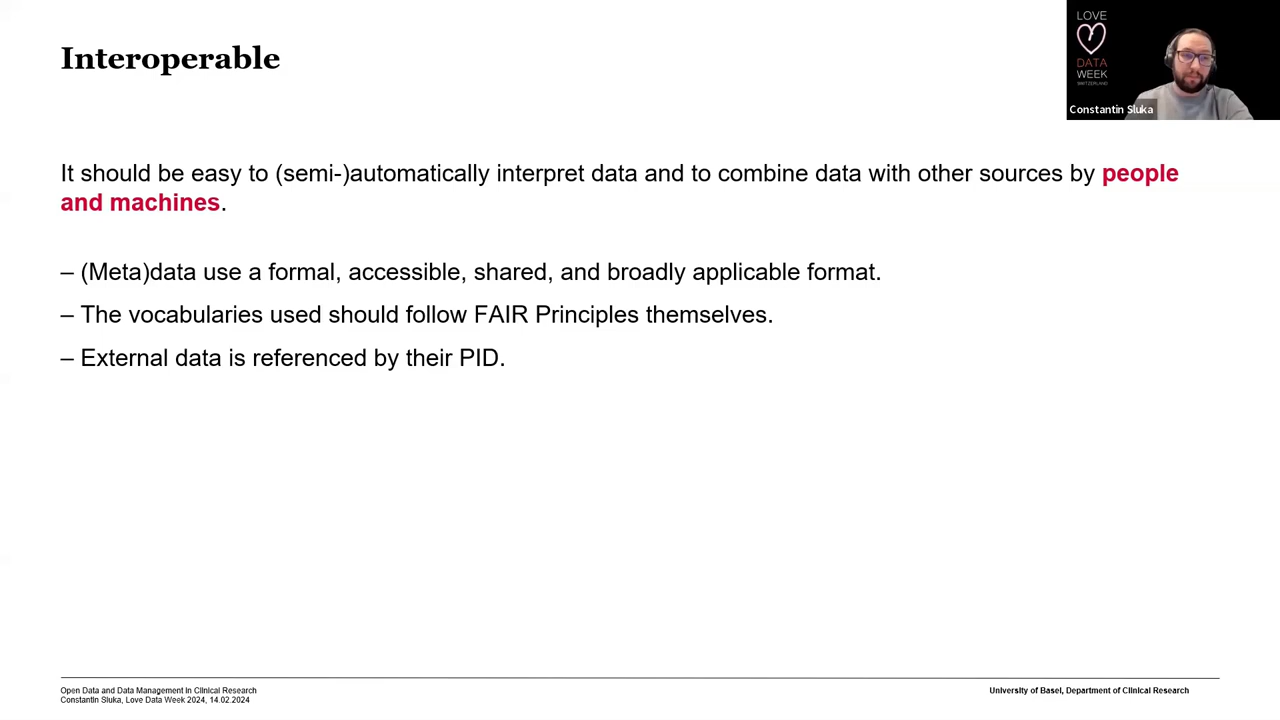 Interoperable
LOVE
DATA
WEEK
SWITZERLAND
Constantin Sluka
It should be easy to (semi-)automatically interpret data and to combine data with other sources by people
and machines.
– (Meta)data use a formal, accessible, shared, and broadly applicable format.
– The vocabularies used should follow FAIR Principles themselves.
– External data is referenced by their PID.
Open Data and Data Management in Clinical Research
Constantin Sluka, Love Data Week 2024, 14.02.2024
University of Basel, Department of Clinical Research